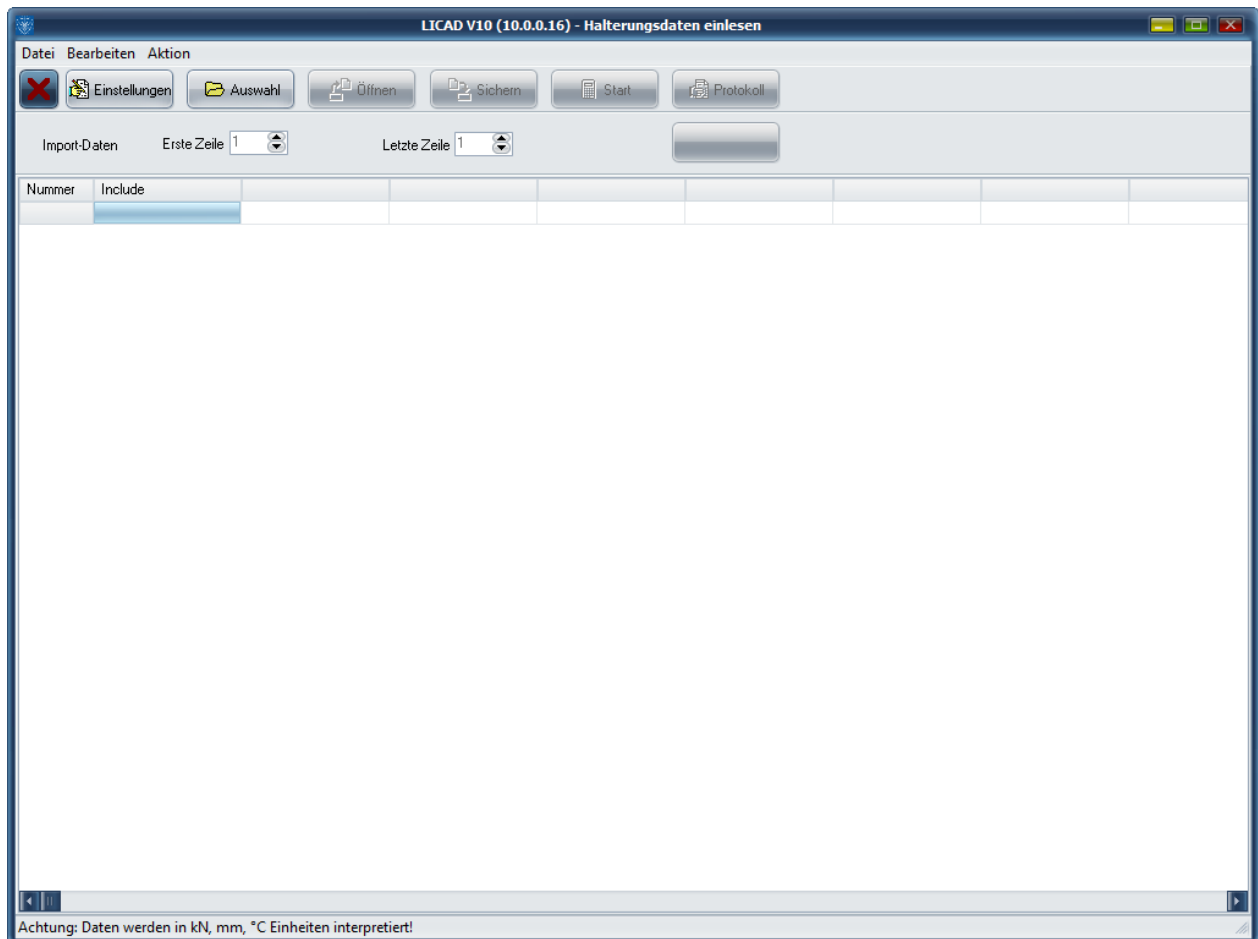 LICAD V10 (10.0.0.16) - Halterungsdaten einlesen
Datei Bearbeiten Aktion
Einstellungen Auswahl Öffnen Sichern Start Protokoll
Import-Daten Erste Zeile 1 Letzte Zeile 1
Nummer Include
Achtung: Daten werden in kN, mm, °C Einheiten interpretiert!